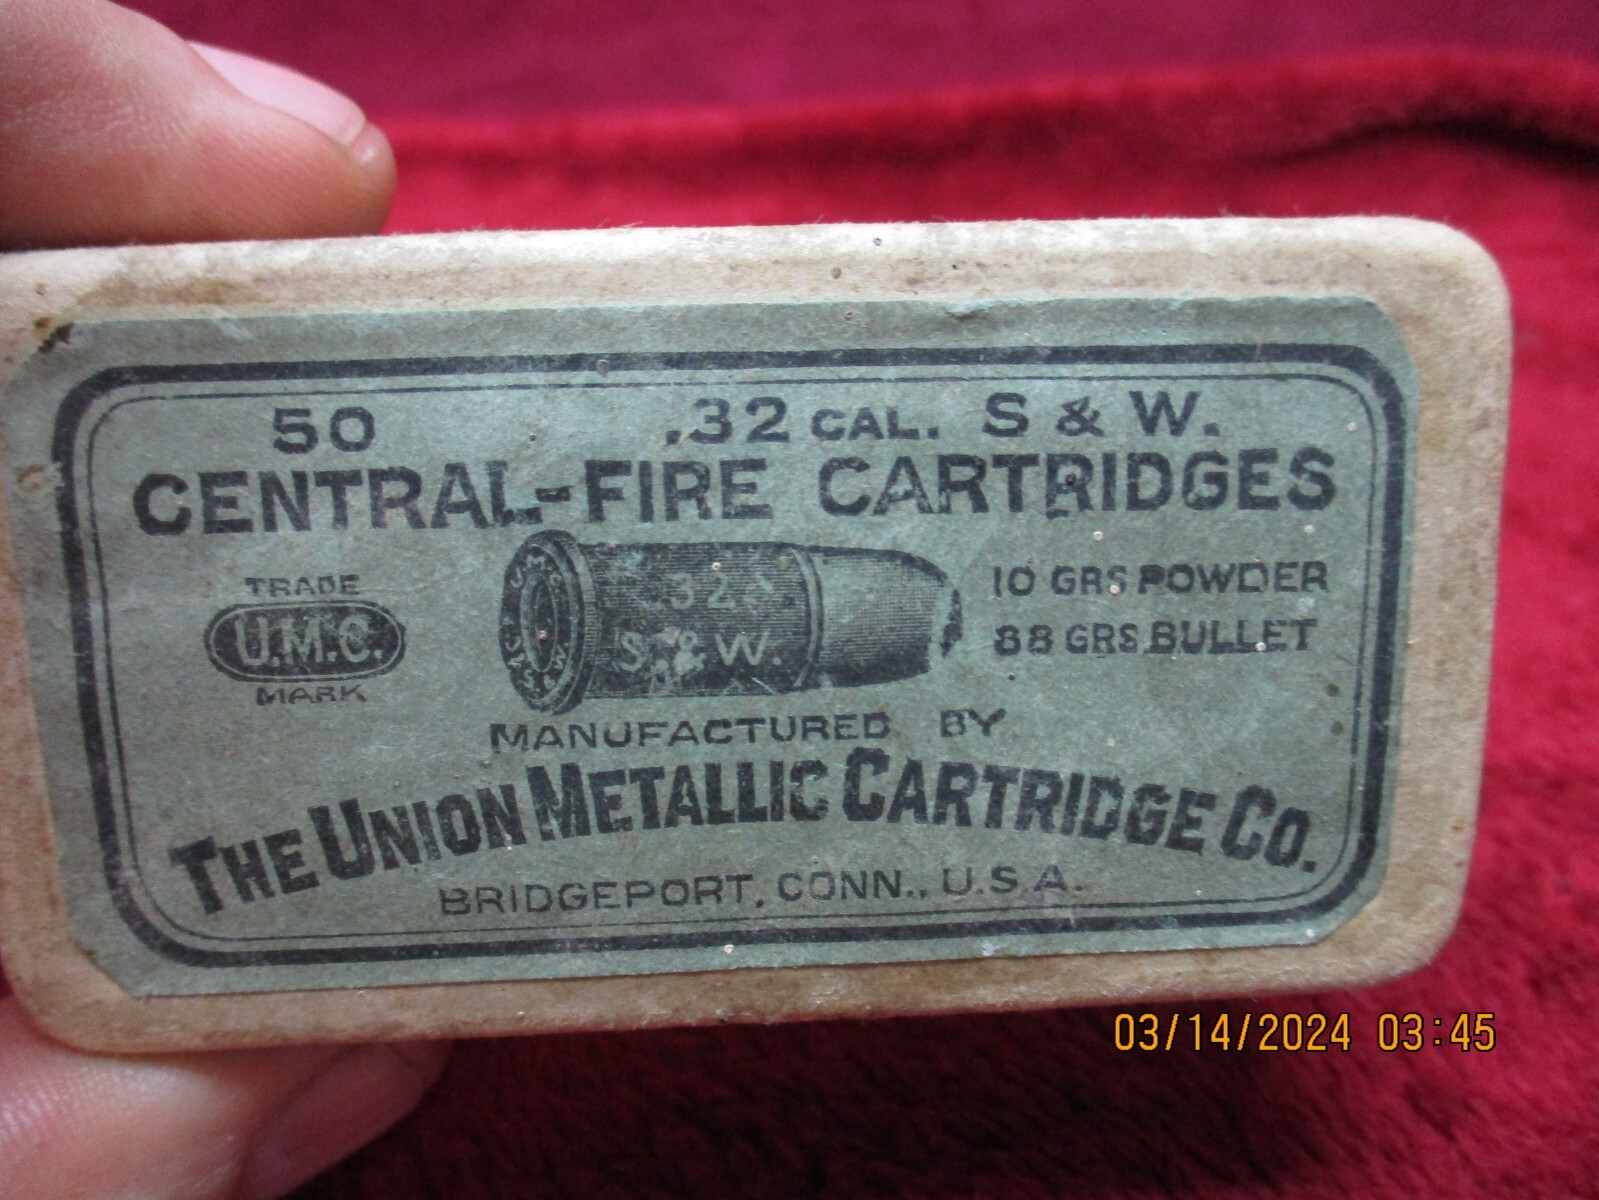 50 .32 CAL. S & W.
CENTRAL-FIRE CARTRIDGES
TRADE
U.M.C.
MARK
U.M.C.
32 S.&W.
.32
S.&W.
10 GRS POWDER
88 GRS.BULLET
MANUFACTURED BY
THE UNION METALLIC CARTRIDGE CO.
BRIDGEPORT, CONN., U.S.A.
03/14/2024 03:45